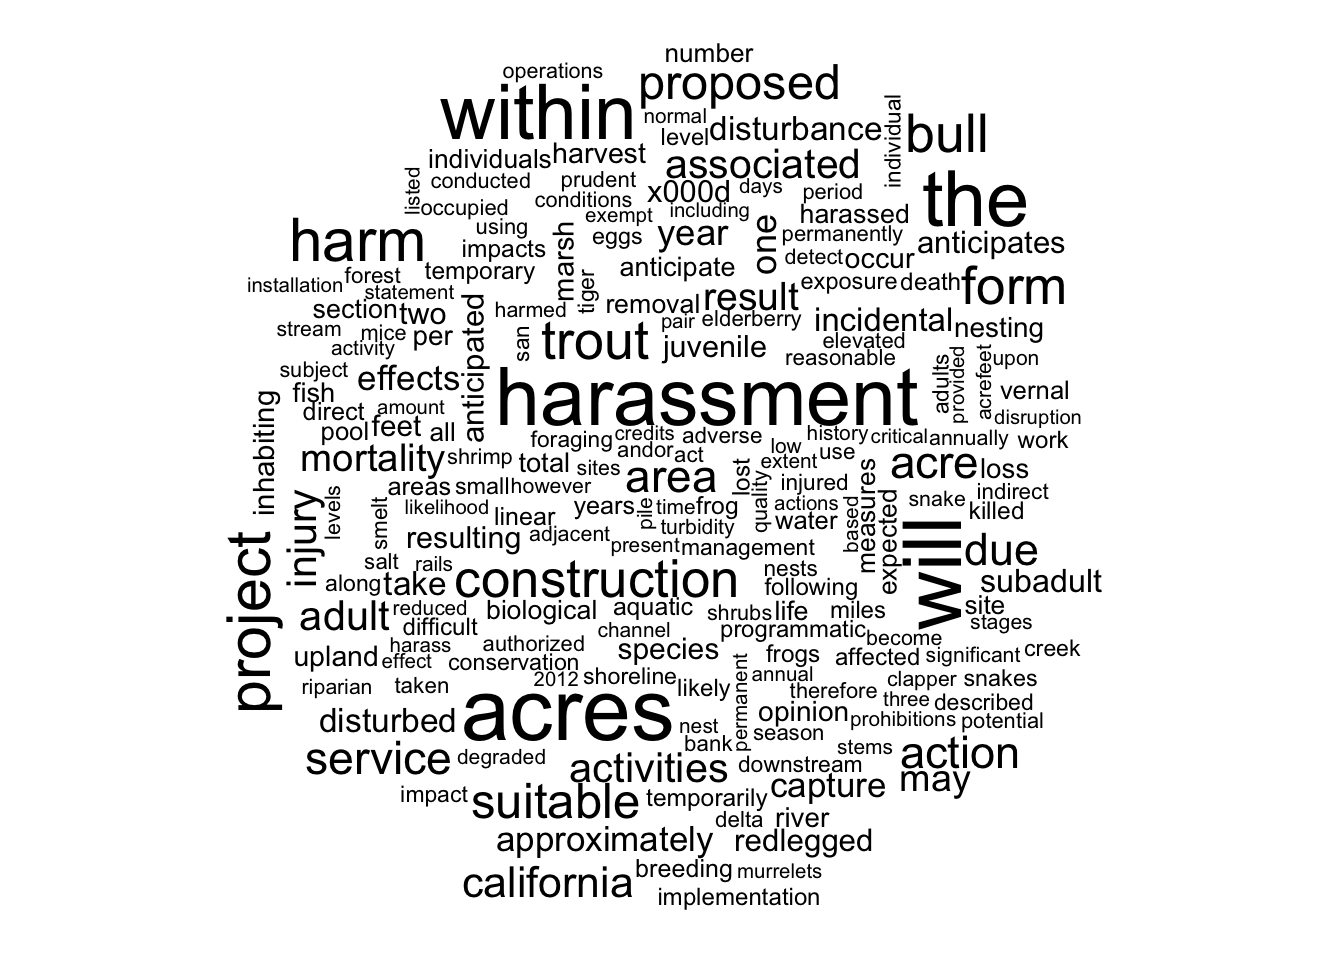 number
operations
proposed
within
normal
individual
level
disturbance
bull
individuals
harvest
associated
conducted
prudent
x000d
days
period
the
listed
occupied
conditions
exempt
including
harassed
harm
using
eggs
year
one
permanently
anticipates
impacts
marsh
detect
occur
installation
forest
temporary
tiger
anticipate
exposure
death
form
statement
section
two
harmed
removal
result
anticipated
incidental
nesting
stream
mice
per
san
trout
pair
elderberry
juvenile
elevated
activity
reasonable
subject
effects
harassment
adults
provided
acrefeet
upon
fish
vernal
inhabiting
direct
amount
disruption
pool
feet
all
foraging
credits
adverse
history
critical
annually
work
mortality
shrimp
total
andor
act
low
use
sites
area
lost
extent
acre
loss
areas
small
however
quality
injured
measures
snake
indirect
injury
levels
likelihood
smelt
linear
years
pile
time
frog
actions
killed
resulting
adjacent
turbidity
water
based
expected
project
present
management
will
due
salt
rails
nests
along
take
construction
following
subadult
adult
reduced
biological
aquatic
shrubs
life
miles
site
difficult
channel
programmatic
stages
harass
authorized
become
upland
effect
conservation
species
frogs
affected
significant
creek
riparian
taken
2012
shoreline
likely
permanent
annual
therefore
clapper
snakes
three
described
disturbed
acres
nest
opinion
prohibitions
potential
bank
season
service
degraded
activities
downstream
stems
action
impact
suitable
temporarily
capture
may
delta
river
approximately
redlegged
california
breeding
murrelets
implementation